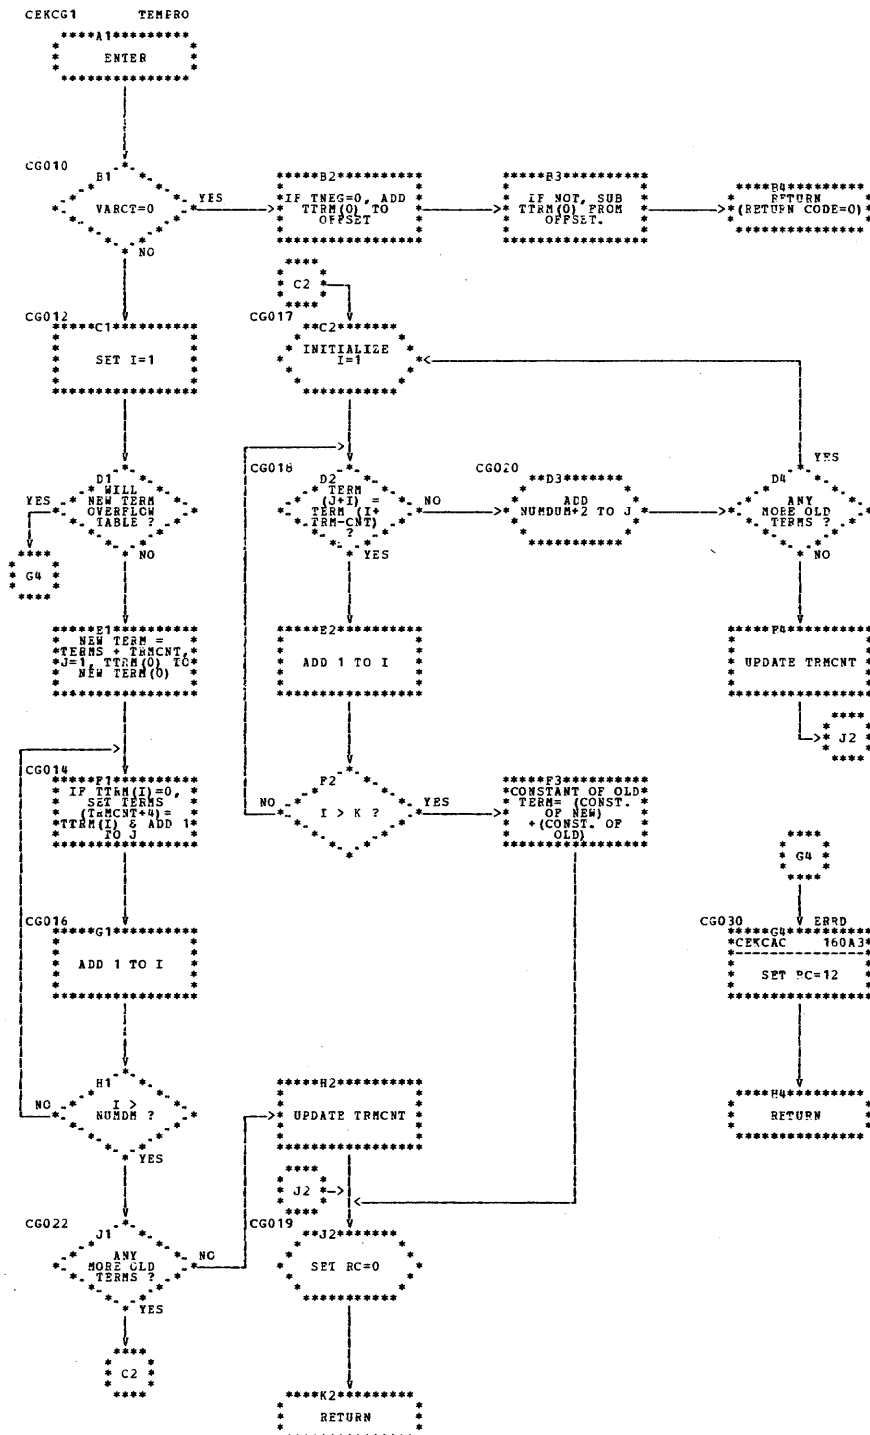 CEKCG1 TEMPRO
A1
ENTER
CG010
B1
VARCT=0
YES
NO
B2
IF TNEG=0, ADD
TTRM(0) TO
OFFSET
B3
IF NOT, SUB
TTRM(0) FROM
OFFSET.
B4
RETURN
(RETURN CODE=0)
C2
CG012
C1
SET I=1
CG017
C2
INITIALIZE
I=1
D1
WILL
NEW TERM
OVERFLOW
TABLE ?
YES
NO
G4
CG018
D2
TERM
(J+I) =
TERM (I+
TRM-CNT)
?
NO
YES
CG020
D3
ADD
NUMDUM+2 TO J
D4
ANY
MORE OLD
TERMS ?
YES
NO
E1
NEW TERM =
TERMS + TRMCNT,
J=1, TTRM(0) TO
NEW TERM(0)
E2
ADD 1 TO I
F4
UPDATE TRMCNT
J2
CG014
F1
IF TTRM(I)=0,
SET TERMS
(TRMCNT+4)=
TTRM(I) & ADD 1
TO J
F2
I > K ?
NO
YES
F3
CONSTANT OF OLD
TERM= (CONST.
OF NEW)
+(CONST. OF
OLD)
G4
CG016
G1
ADD 1 TO I
CG030 ERRD
G4
CEKCAC 160A3
SET RC=12
H1
I >
NUMDM ?
NO
YES
H2
UPDATE TRMCNT
H4
RETURN
J2
CG022
J1
ANY
MORE OLD
TERMS ?
NO
YES
CG019
J2
SET RC=0
C2
K2
RETURN